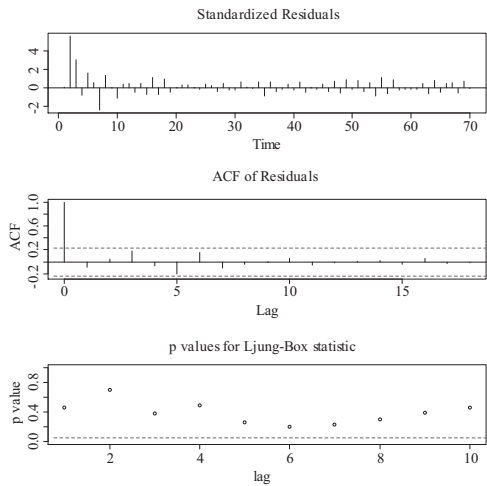 Standardized Residuals
4
2
0
-2
0 10 20 30 40 50 60 70
Time
ACF of Residuals
ACF
1.0
0.6
0.2
-0.2
0 5 10 15
Lag
p values for Ljung-Box statistic
p value
0.8
0.4
0.0
2 4 6 8 10
lag